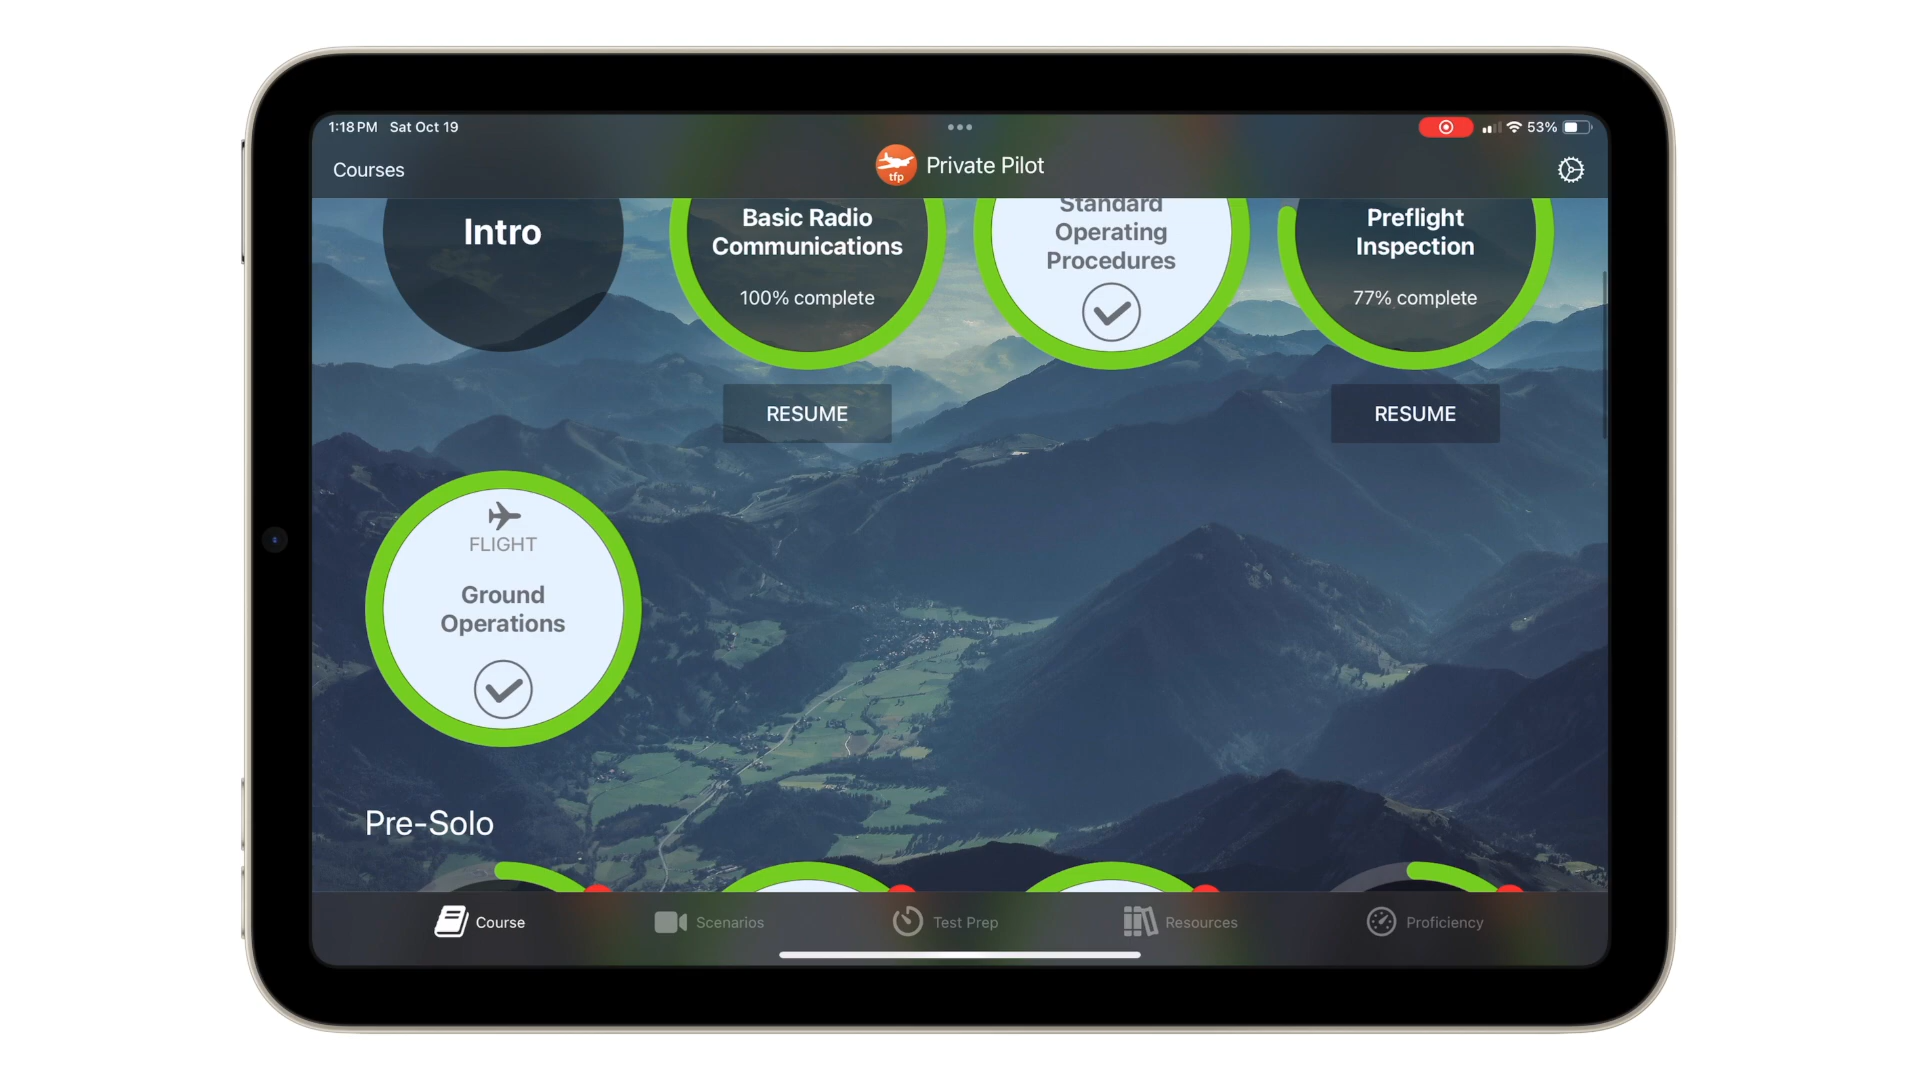 1:18 PM Sat Oct 19
53%
Courses
tfp
Private Pilot
Intro
Basic Radio
Communications
100% complete
RESUME
Standard
Operating
Procedures
Preflight
Inspection
77% complete
RESUME
FLIGHT
Ground
Operations
Pre-Solo
Course
Scenarios
Test Prep
Resources
Proficiency